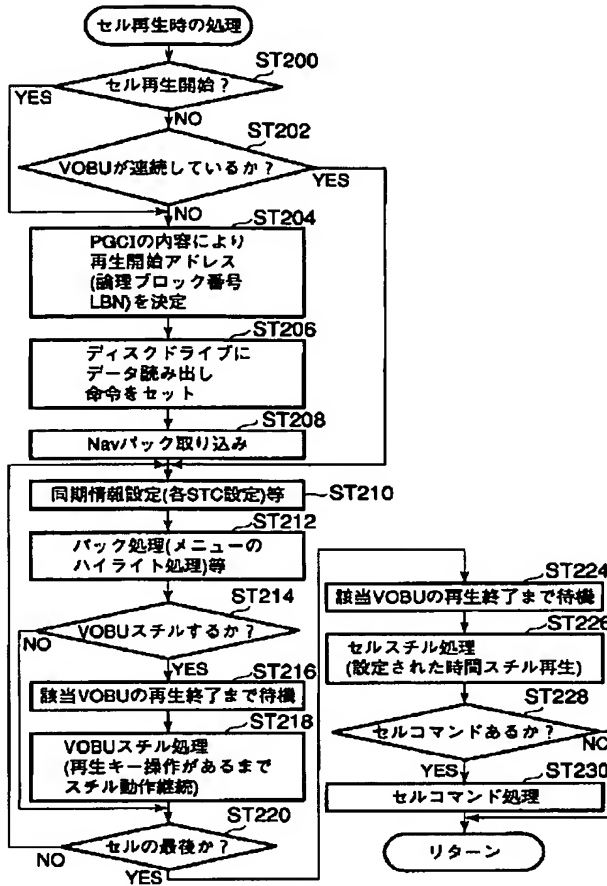 セル再生時の処理
ST200
セル再生開始?
YES
NO
ST202
VOBUが連続しているか?
YES
NO
ST204
PGCIの内容により
再生開始アドレス
(論理ブロック番号
LBN)を決定
ST206
ディスクドライブに
データ読み出し
命令をセット
ST208
Navパック取り込み
同期情報設定(各STC設定)等
ST210
ST212
パック処理(メニューの
ハイライト処理)等
ST214
VOBUスチルするか?
NO
YES
ST216
該当VOBUの再生終了まで待機
ST218
VOBUスチル処理
(再生キー操作があるまで
スチル動作継続)
ST220
セルの最後か?
NO
YES
ST224
該当VOBUの再生終了まで待機
ST226
セルスチル処理
(設定された時間スチル再生)
ST228
セルコマンドあるか?
NO
YES
ST230
セルコマンド処理
リターン